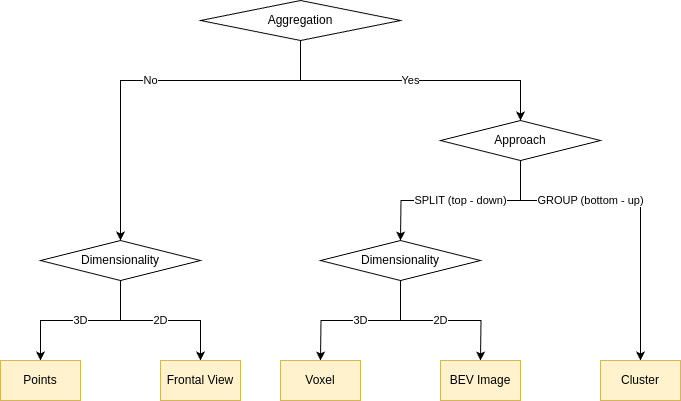 Aggregation
No
Yes
Approach
SPLIT (top - down)
GROUP (bottom - up)
Dimensionality
Dimensionality
3D
2D
3D
2D
Points
Frontal View
Voxel
BEV Image
Cluster